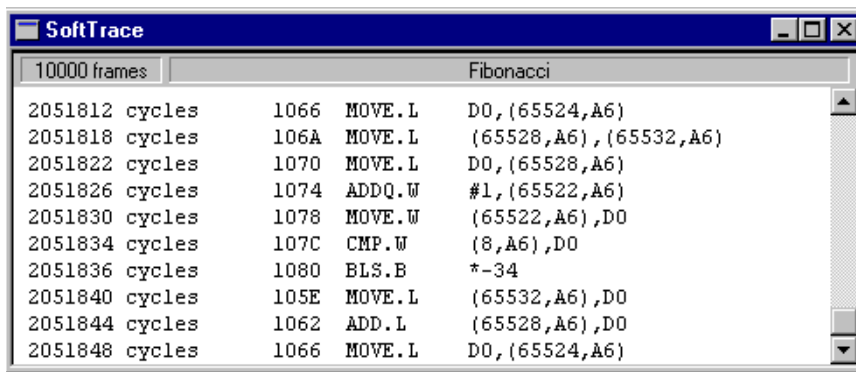 SoftTrace
10000 frames Fibonacci
2051812 cycles 1066 MOVE.L D0,(65524,A6)
2051818 cycles 106A MOVE.L (65528,A6),(65532,A6)
2051822 cycles 1070 MOVE.L D0,(65528,A6)
2051826 cycles 1074 ADDQ.W #1,(65522,A6)
2051830 cycles 1078 MOVE.W (65522,A6),D0
2051834 cycles 107C CMP.W (8,A6),D0
2051836 cycles 1080 BLS.B *-34
2051840 cycles 105E MOVE.L (65532,A6),D0
2051844 cycles 1062 ADD.L (65528,A6),D0
2051848 cycles 1066 MOVE.L D0,(65524,A6)